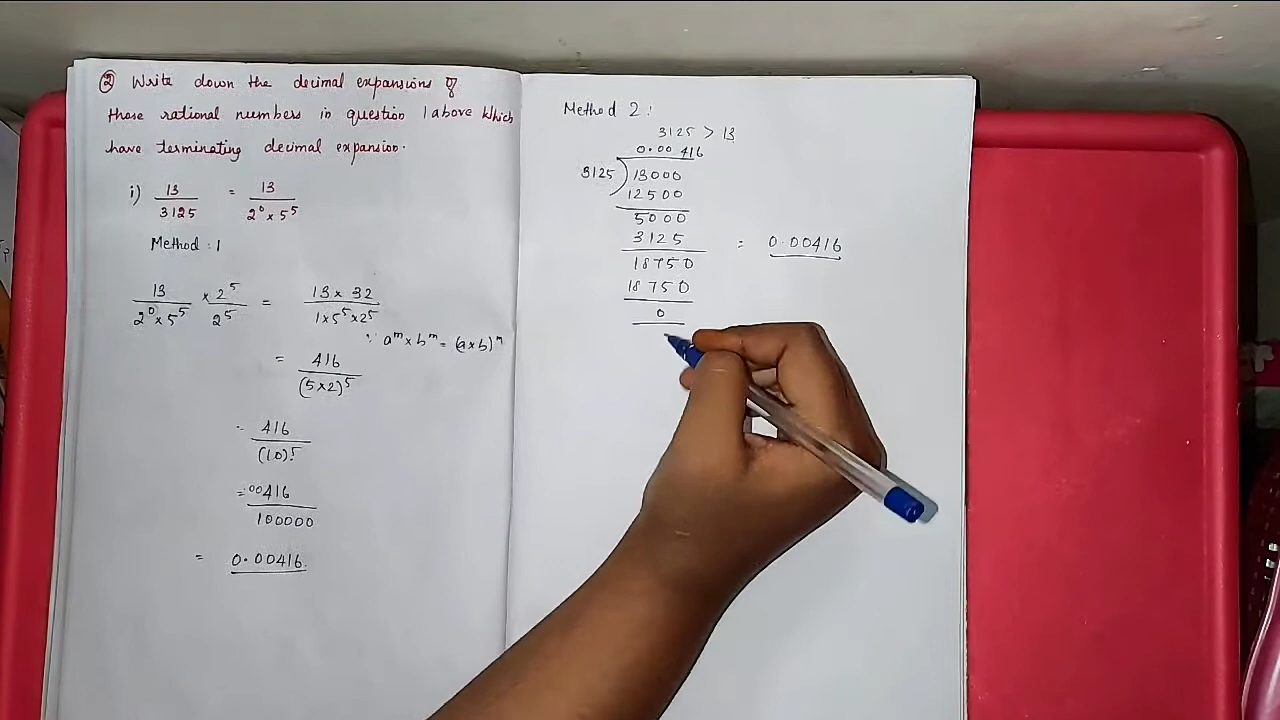 ② Write down the decimal expansions of
those rational numbers in question 1 above which
have terminating decimal expansion.
i) 13/3125 = 13/2⁰ × 5⁵
Method : 1
13/2⁰ × 5⁵ × 2⁵/2⁵ = 13 × 32/1 × 5⁵ × 2⁵
∵ aᵐ × bᵐ = (a × b)ᵐ
= 416/(5 × 2)⁵
= 416/(10)⁵
= 00416/100000
= 0.00416
Method 2 :
3125 > 13
0.00416
3125 ) 13000
12500
5000
3125
18750
18750
0
= 0.00416